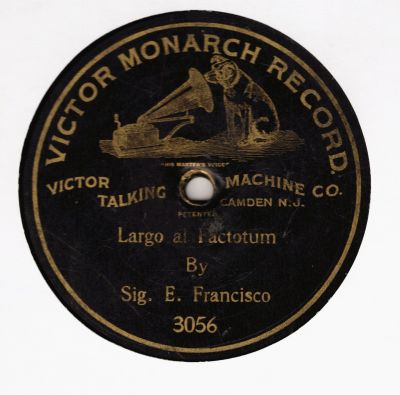 VICTOR MONARCH RECORD.
"HIS MASTER'S VOICE"
VICTOR MACHINE CO.
TALKING CAMDEN N.J.
PATENTED
Largo al Factotum
By
Sig. E. Francisco
3056